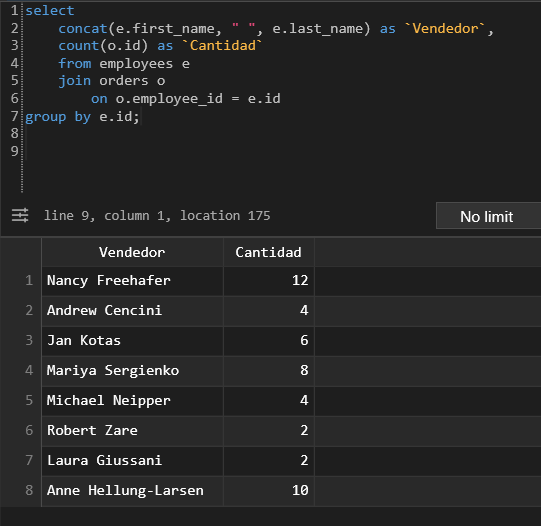 1 select
2 concat(e.first_name, " ", e.last_name) as `Vendedor`,
3 count(o.id) as `Cantidad`
4 from employees e
5 join orders o
6 on o.employee_id = e.id
7 group by e.id;
8
9
line 9, column 1, location 175 No limit
Vendedor Cantidad
1 Nancy Freehafer 12
2 Andrew Cencini 4
3 Jan Kotas 6
4 Mariya Sergienko 8
5 Michael Neipper 4
6 Robert Zare 2
7 Laura Giussani 2
8 Anne Hellung-Larsen 10